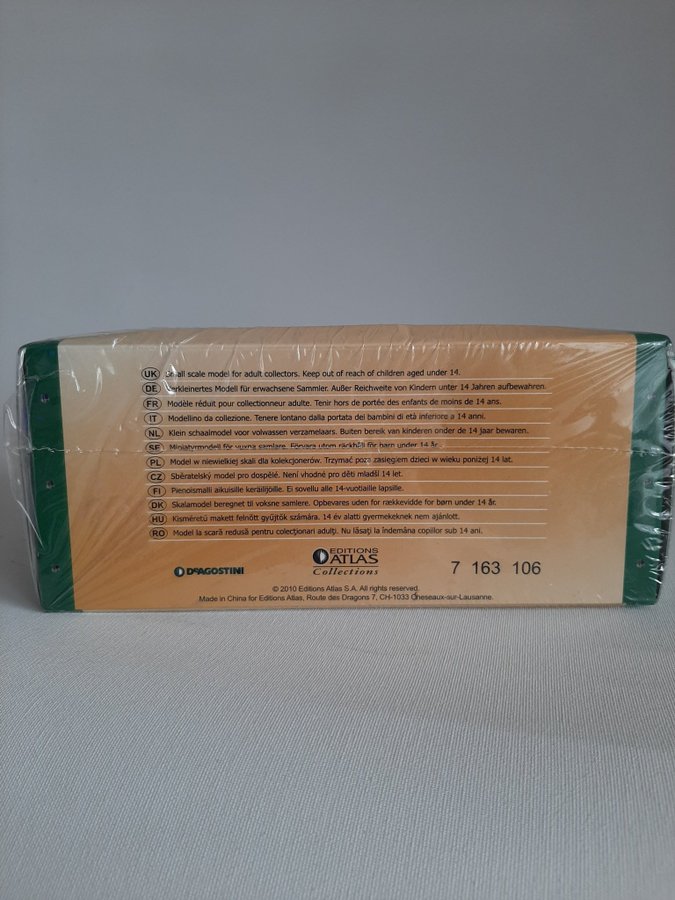 UK Small scale model for adult collectors. Keep out of reach of children aged under 14.
DE Verkleinertes Modell für erwachsene Sammler. Außer Reichweite von Kindern unter 14 Jahren aufbewahren.
FR Modèle réduit pour collectionneur adulte. Tenir hors de portée des enfants de moins de 14 ans.
IT Modellino da collezione. Tenere lontano dalla portata del bambini di età inferiore a 14 anni.
NL Klein schaalmodel voor volwassen verzamelaars. Buiten bereik van kinderen onder de 14 jaar bewaren.
SE Miniatyrmodell för vuxna samlare. Förvara utom räckhåll för barn under 14 år.
PL Model w niewielkiej skali dla kolekcjonerów. Trzymać poza zasięgiem dzieci w wieku poniżej 14 lat.
CZ Sběratelský model pro dospělé. Není vhodné pro děti mladší 14 let.
FI Pienoismalli aikuisille keräilijöille. Ei sovellu alle 14-vuotiaille lapsille.
DK Skalamodel beregnet til voksne samlere. Opbevares uden for rækkevidde for børn under 14 år.
HU Kisméretű makett felnőtt gyűjtők számára. 14 év alatti gyermekeknek nem ajánlott.
RO Model la scară redusă pentru colecționari adulți. Nu lăsați la îndemâna copiilor sub 14 ani.
DeAGOSTINI
EDITIONS
ATLAS
Collections
7 163 106
© 2010 Editions Atlas S.A. All rights reserved.
Made in China for Editions Atlas, Route des Dragons 7, CH-1033 Cheseaux-sur-Lausanne.